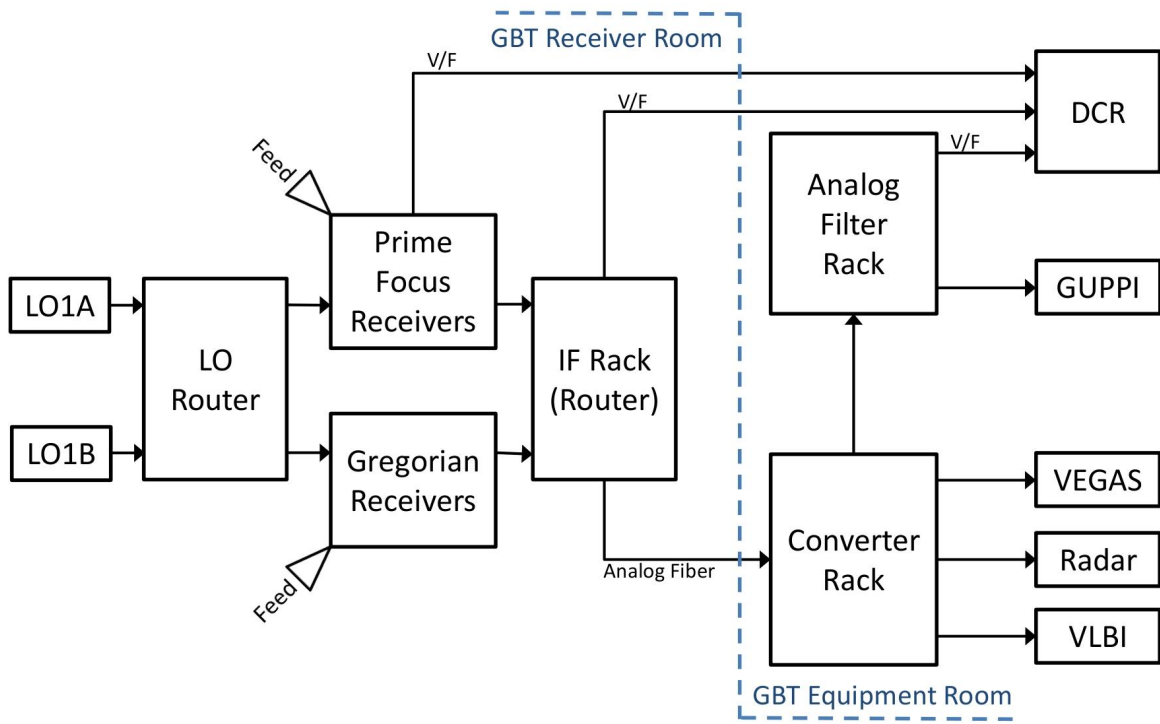 GBT Receiver Room
V/F
V/F
DCR
V/F
Feed
Analog
Filter
Rack
Prime
Focus
Receivers
LO1A
GUPPI
LO
Router
IF Rack
(Router)
LO1B
Gregorian
Receivers
VEGAS
Converter
Rack
Radar
Analog Fiber
Feed
VLBI
GBT Equipment Room